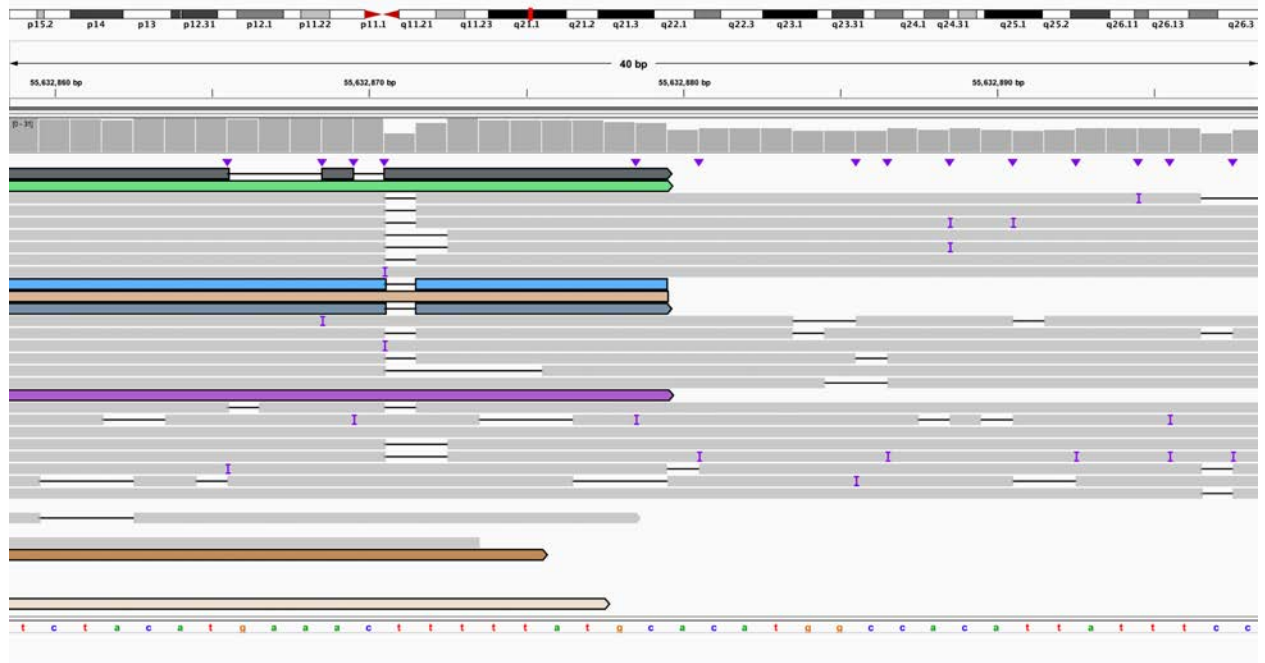 p15.2 p14 p13 p12.31 p12.1 p11.22 p11.1 q11.21 q11.23 q21.1 q21.2 q21.3 q22.1 q22.3 q23.1 q23.31 q24.1 q24.31 q25.1 q25.2 q26.11 q26.13 q26.3
40 bp
55,632,860 bp 55,632,870 bp 55,632,880 bp 55,632,890 bp
[0 - 31]
t c t a c a t g a a a c t t t t t a t g c a c a t g g c c a c a t t a t t t c c